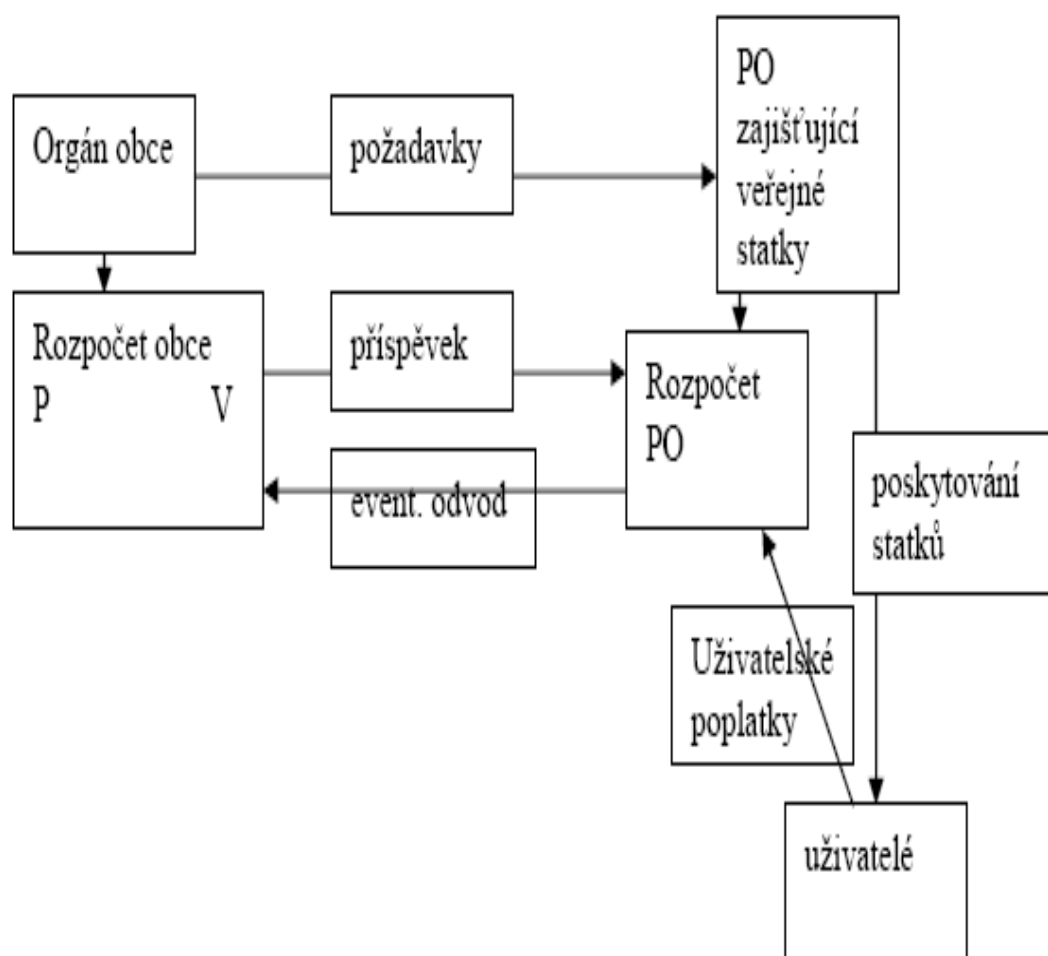 PO
zajišťující
veřejné
statky
Orgán obce
požadavky
Rozpočet obce
P V
příspěvek
Rozpočet
PO
event. odvod
poskytování
statků
Uživatelské
poplatky
uživatelé